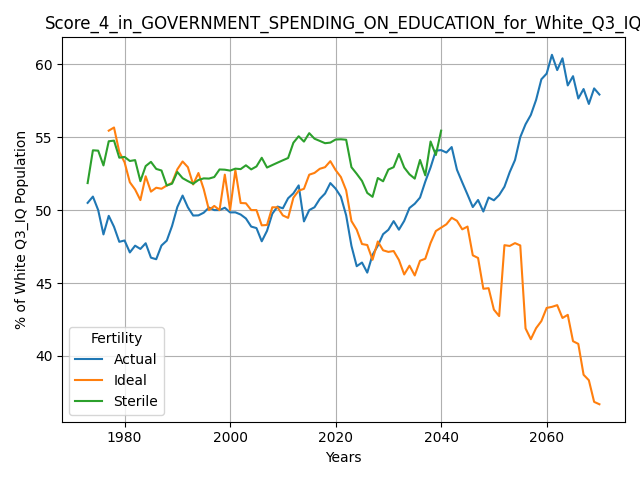 Score_4_in_GOVERNMENT_SPENDING_ON_EDUCATION_for_White_Q3_IQ
% of White Q3_IQ Population
60
55
50
45
40
Fertility
Actual
Ideal
Sterile
1980
2000
2020
2040
2060
Years